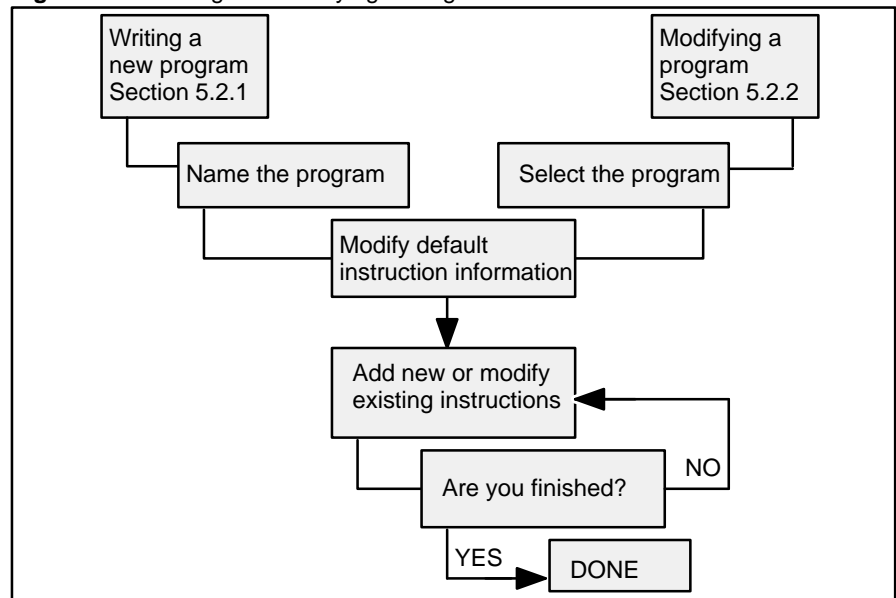 Writing a
new program
Section 5.2.1
Modifying a
program
Section 5.2.2
Name the program
Select the program
Modify default
instruction information
Add new or modify
existing instructions
NO
Are you finished?
YES
DONE